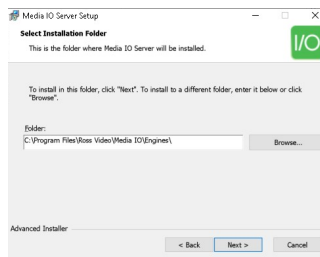 Media IO Server Setup
Select Installation Folder
This is the folder where Media IO Server will be installed.
I/O
To install in this folder, click "Next". To install to a different folder, enter it below or click
"Browse".
Folder:
C:\Program Files\Ross Video\Media IO\Engines\
Browse...
Advanced Installer
< Back
Next >
Cancel